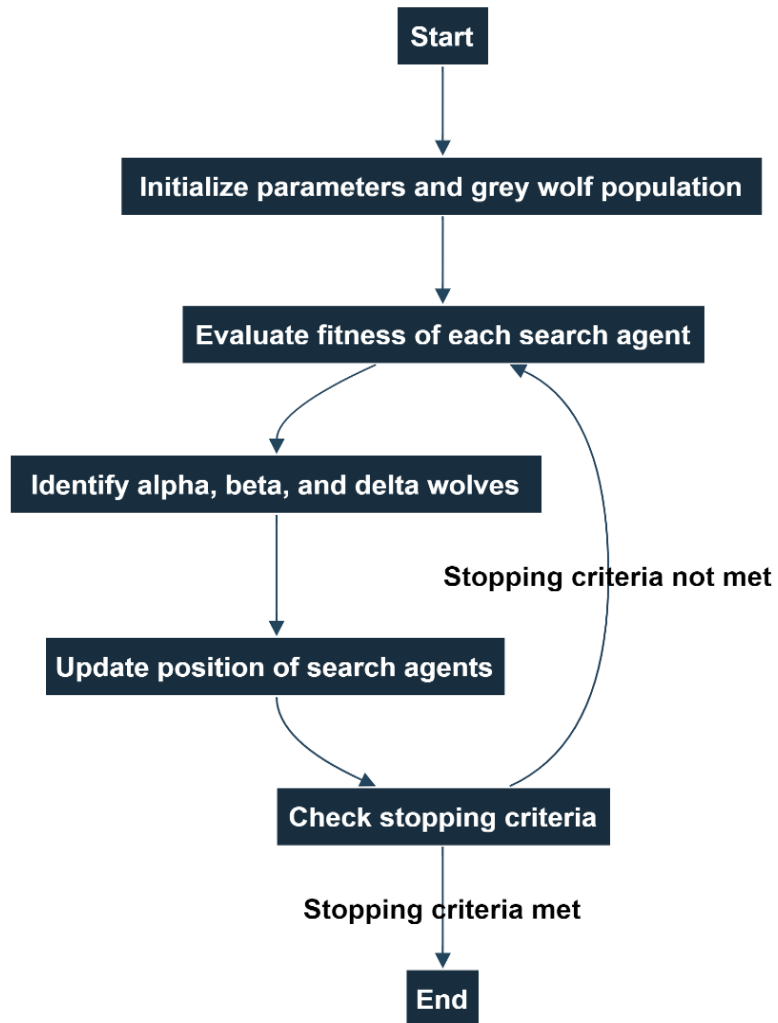 Start
Initialize parameters and grey wolf population
Evaluate fitness of each search agent
Identify alpha, beta, and delta wolves
Stopping criteria not met
Update position of search agents
Check stopping criteria
Stopping criteria met
End